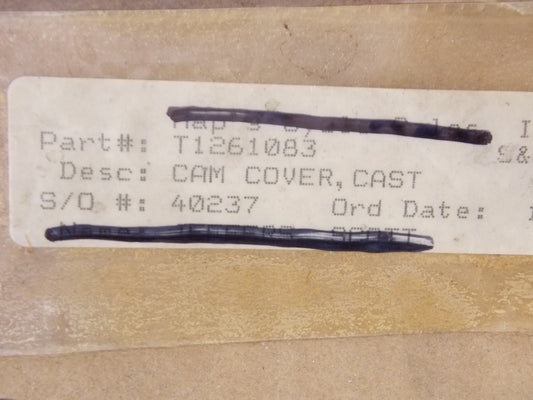 Part#: T1261083 S&
Desc: CAM COVER,CAST
S/O #: 40237 Ord Date: